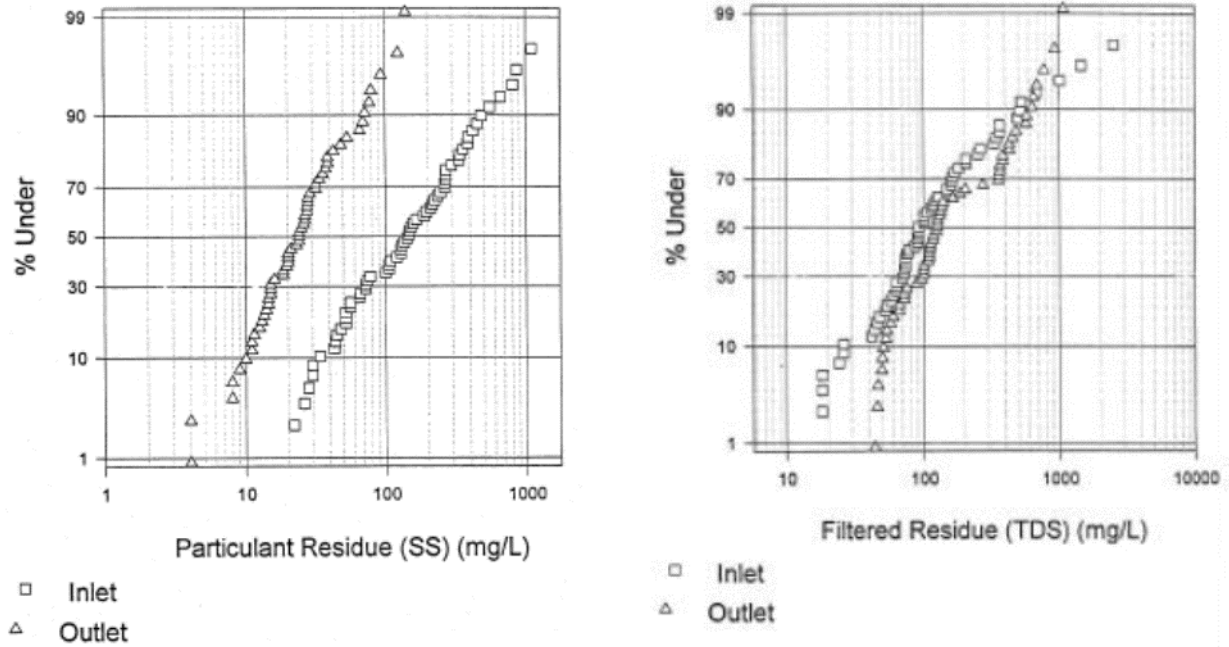 99
90
70
50
30
10
1
% Under
1
10
100
1000
Particulant Residue (SS) (mg/L)
Inlet
Outlet
99
90
70
50
30
10
1
% Under
10
100
1000
10000
Filtered Residue (TDS) (mg/L)
Inlet
Outlet